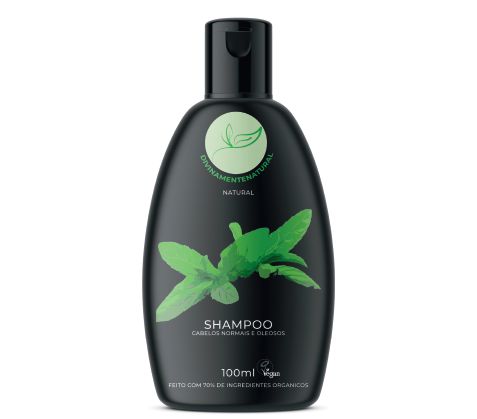 DIVINAMENTENATURAL
NATURAL
SHAMPOO
CABELOS NORMAIS E OLEOSOS
100ml Vegan
FEITO COM 70% DE INGREDIENTES ORGANICOS